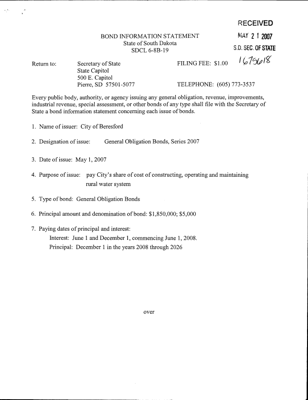 RECEIVED
MAY 21 2007
S.D. SEC. OF STATE
1675618
BOND INFORMATION STATEMENT
State of South Dakota
SDCL 6-8B-19
Return to: Secretary of State FILING FEE: $1.00
State Capitol
500 E. Capitol
Pierre, SD 57501-5077 TELEPHONE: (605) 773-3537
Every public body, authority, or agency issuing any general obligation, revenue, improvements,
industrial revenue, special assessment, or other bonds of any type shall file with the Secretary of
State a bond information statement concerning each issue of bonds.
1. Name of issuer: City of Beresford
2. Designation of issue: General Obligation Bonds, Series 2007
3. Date of issue: May 1, 2007
4. Purpose of issue: pay City's share of cost of constructing, operating and maintaining
rural water system
5. Type of bond: General Obligation Bonds
6. Principal amount and denomination of bond: $1,850,000; $5,000
7. Paying dates of principal and interest:
Interest: June 1 and December 1, commencing June 1, 2008.
Principal: December 1 in the years 2008 through 2026
over